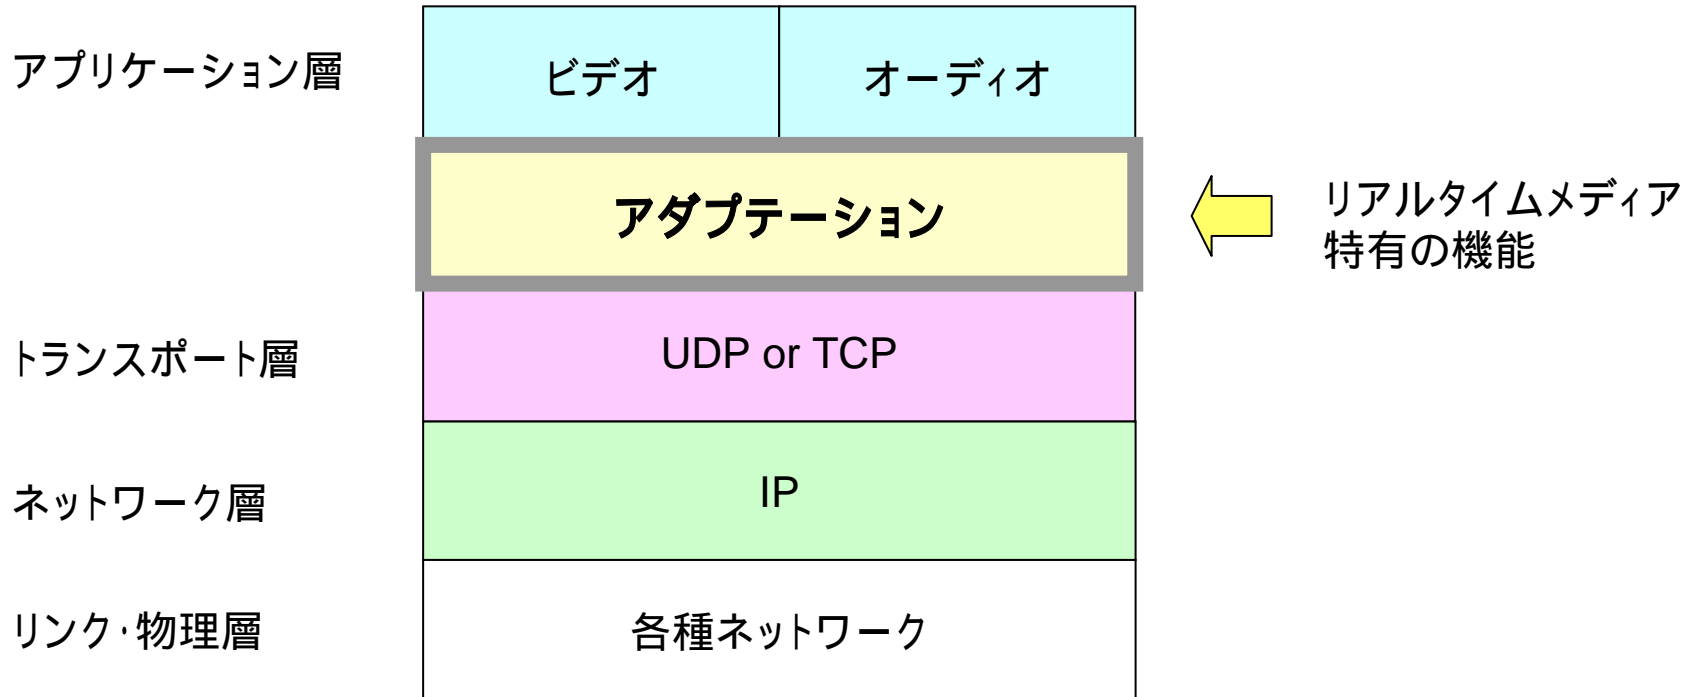 アプリケーション層
ビデオ
オーディオ
アダプテーション
リアルタイムメディア
特有の機能
トランスポート層
UDP or TCP
ネットワーク層
IP
リンク・物理層
各種ネットワーク